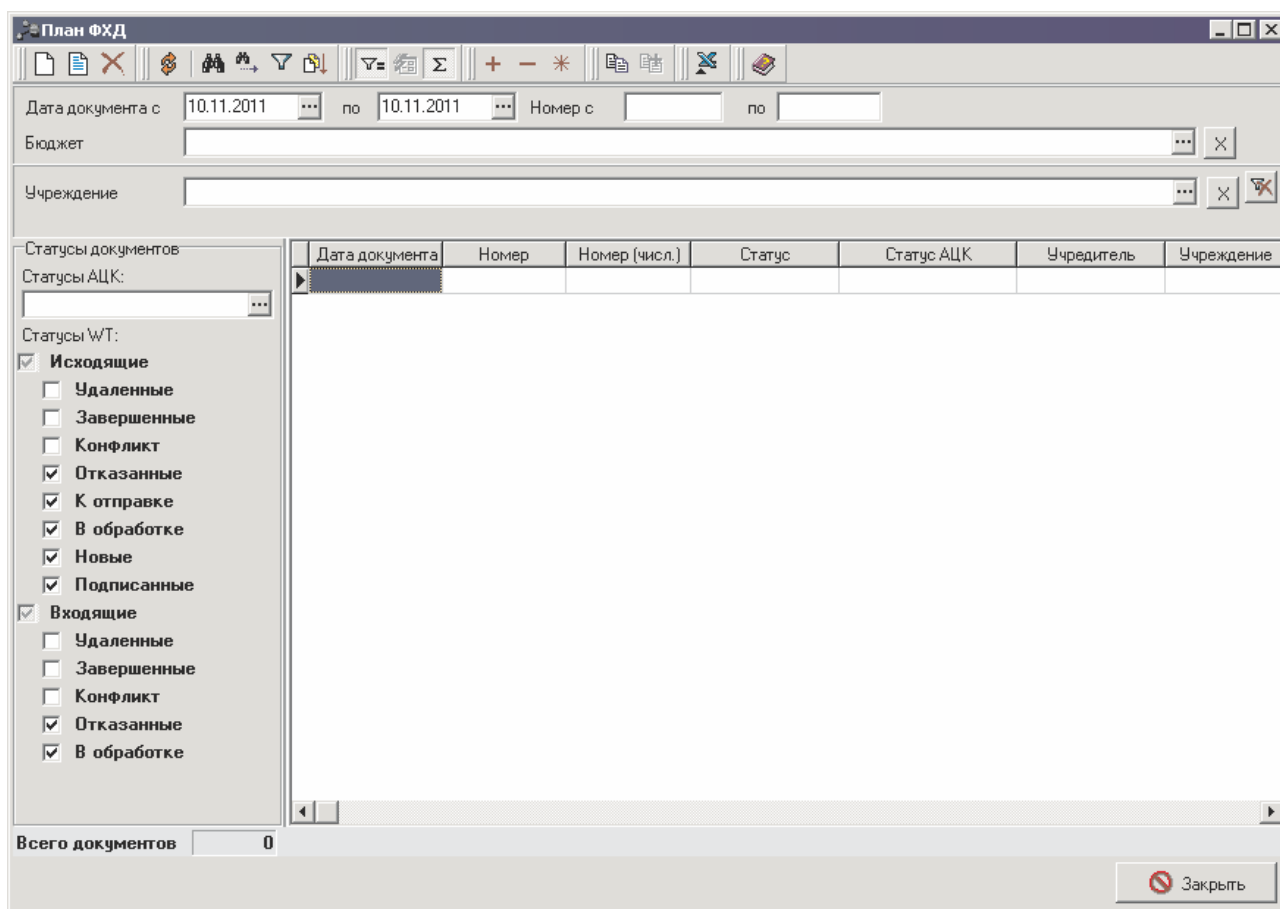 План ФХД
Дата документа с 10.11.2011 по 10.11.2011 Номер с по
Бюджет
Учреждение
Статусы документов
Статусы АЦК:
Статусы WT:
Исходящие
Удаленные
Завершенные
Конфликт
Отказанные
К отправке
В обработке
Новые
Подписанные
Входящие
Удаленные
Завершенные
Конфликт
Отказанные
В обработке
Дата документа Номер Номер (числ.) Статус Статус АЦК Учредитель Учреждение
Всего документов 0
Закрыть